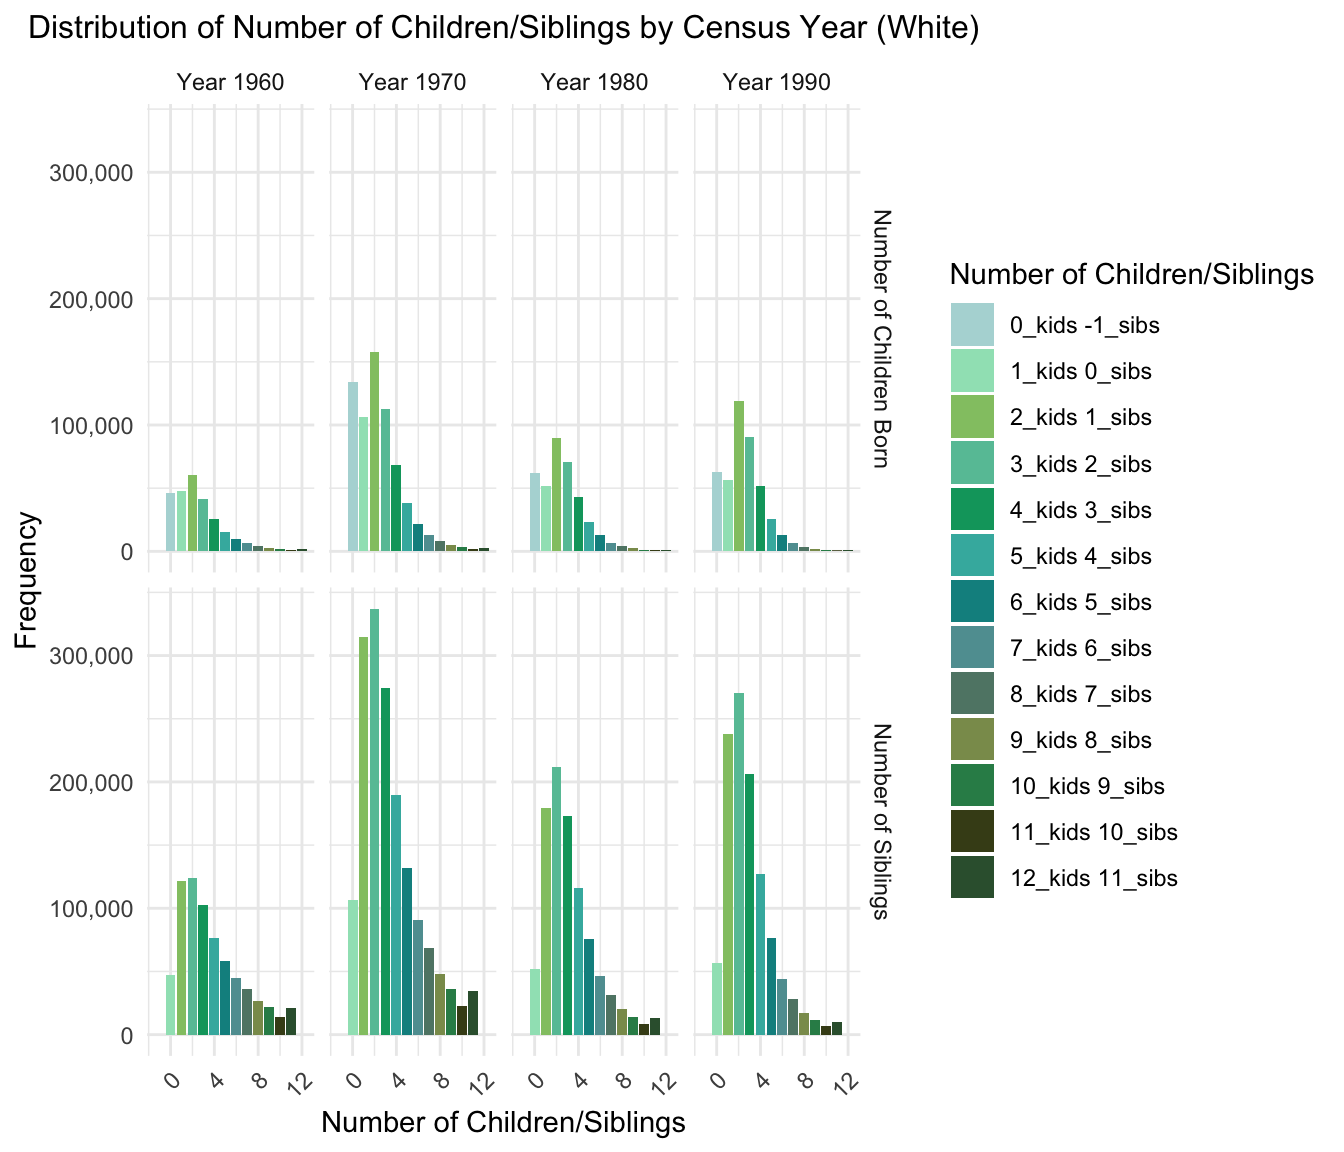 Distribution of Number of Children/Siblings by Census Year (White)
Year 1960
Year 1970
Year 1980
Year 1990
300,000
200,000
100,000
0
Number of Children Born
300,000
200,000
100,000
0
Number of Siblings
Frequency
0
4
8
12
0
4
8
12
0
4
8
12
0
4
8
12
Number of Children/Siblings
Number of Children/Siblings
0_kids -1_sibs
1_kids 0_sibs
2_kids 1_sibs
3_kids 2_sibs
4_kids 3_sibs
5_kids 4_sibs
6_kids 5_sibs
7_kids 6_sibs
8_kids 7_sibs
9_kids 8_sibs
10_kids 9_sibs
11_kids 10_sibs
12_kids 11_sibs